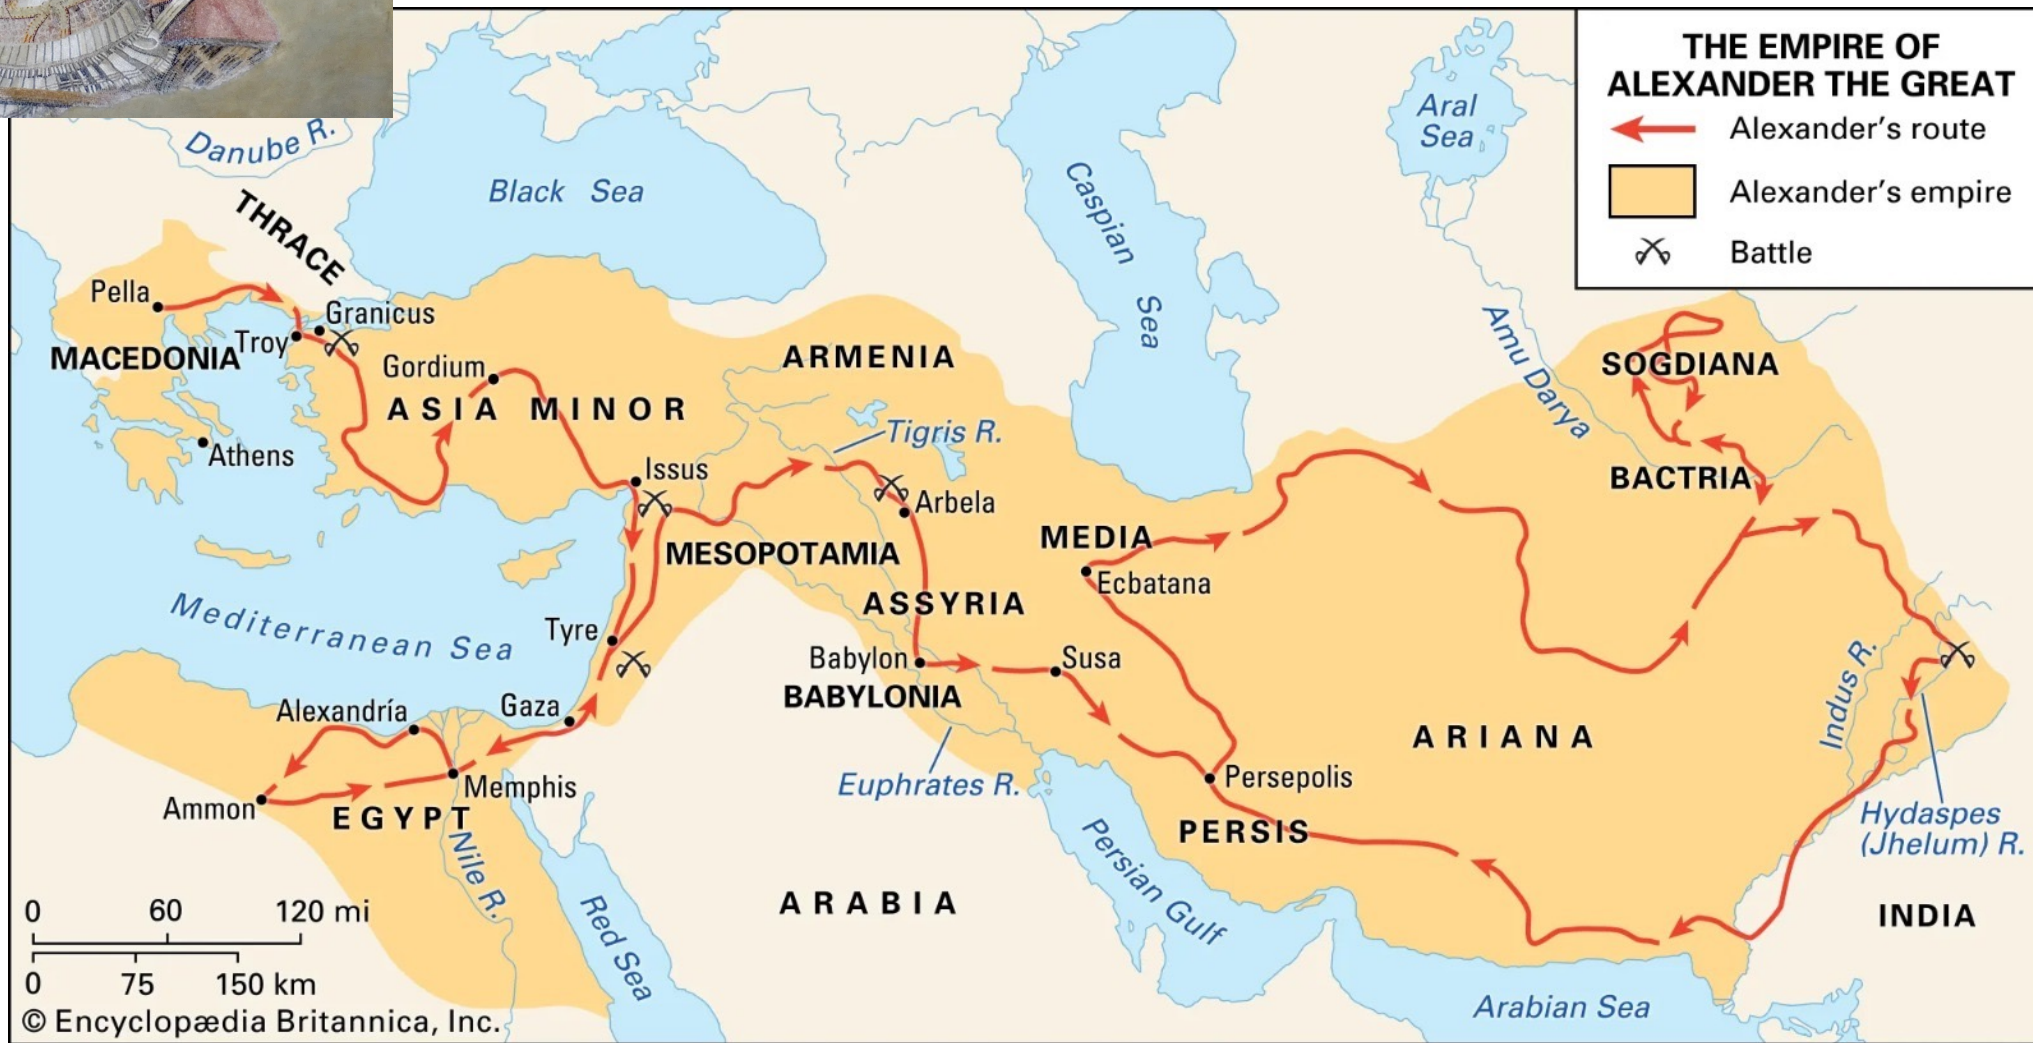 THE EMPIRE OF
ALEXANDER THE GREAT
Alexander's route
Alexander's empire
Battle
Danube R.
THRACE
Black Sea
Caspian
Sea
Aral
Sea
Amu Darya
Pella
MACEDONIA
Troy
Granicus
Gordium
ASIA MINOR
Athens
ARMENIA
Tigris R.
SOGDIANA
BACTRIA
Issus
Arbela
MESOPOTAMIA
MEDIA
Ecbatana
ASSYRIA
Mediterranean Sea
Tyre
Babylon
BABYLONIA
Susa
Alexandría
Gaza
Indus R.
ARIANA
Euphrates R.
Persepolis
Ammon
Memphis
EGYPT
PERSIS
Hydaspes
(Jhelum) R.
Nile R.
Persian Gulf
Red Sea
ARABIA
INDIA
Arabian Sea
0 60 120 mi
0 75 150 km
© Encyclopædia Britannica, Inc.